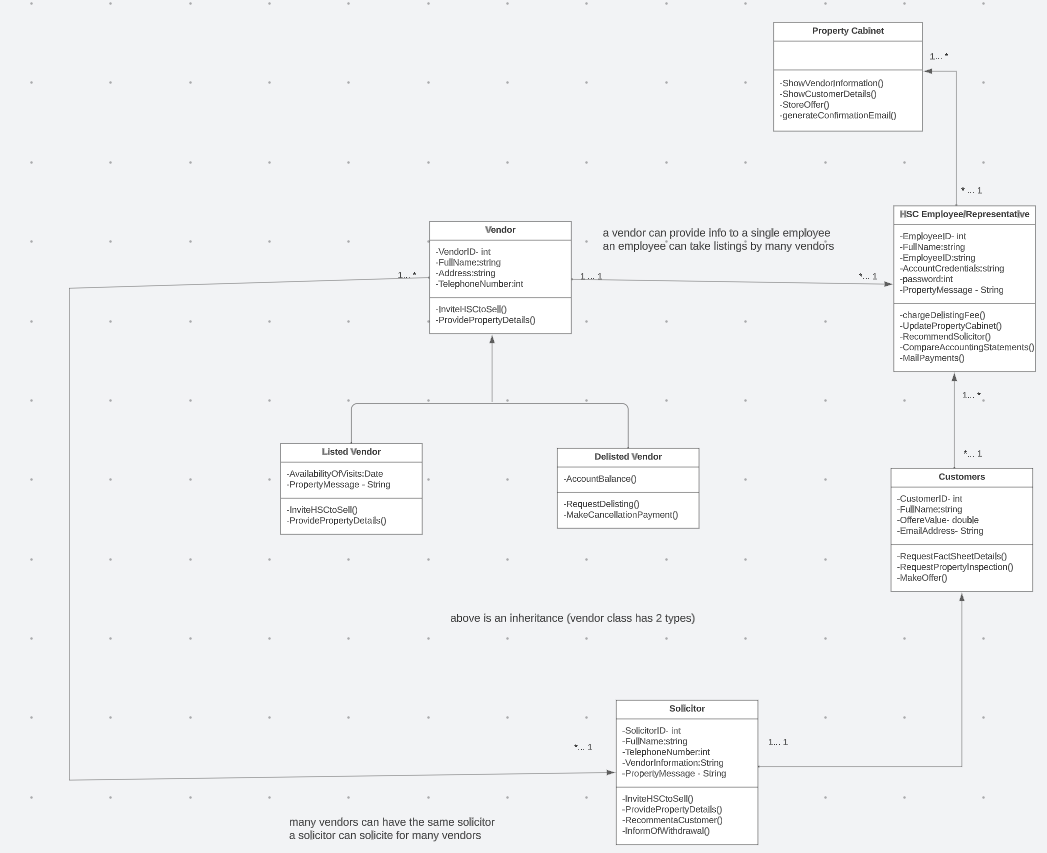 Property Cabinet
1... *
-ShowVendorInformation()
-ShowCustomerDetails()
-StoreOffer()
-generateConfirmationEmail()
* ... 1
HSC Employee/Representative
-EmployeeID- int
-FullName:string
-EmployeeID:string
-AccountCredentials:string
-password:int
-PropertyMessage - String
-chargeDelistingFee()
-UpdatePropertyCabinet()
-RecommendSolicitor()
-CompareAccountingStatements()
-MailPayments()
Vendor
-VendorID- int
-FullName:string
-Address:string
-TelephoneNumber:int
-InviteHSCtoSell()
-ProvidePropertyDetails()
a vendor can provide info to a single employee
an employee can take listings by many vendors
1... *
1 ... 1
*... 1
1... *
*... 1
Listed Vendor
-AvailabilityOfVisits:Date
-PropertyMessage - String
-InviteHSCtoSell()
-ProvidePropertyDetails()
Delisted Vendor
-AccountBalance()
-RequestDelisting()
-MakeCancellationPayment()
Customers
-CustomerID- int
-FullName:string
-OffereValue- double
-EmailAddress- String
-RequestFactSheetDetails()
-RequestPropertyInspection()
-MakeOffer()
above is an inheritance (vendor class has 2 types)
Solicitor
-SolicitorID- int
-FullName:string
-TelephoneNumber:int
-VendorInformation:String
-PropertyMessage - String
-InviteHSCtoSell()
-ProvidePropertyDetails()
-RecommentaCustomer()
-InformOfWithdrawal()
*... 1
1... 1
many vendors can have the same solicitor
a solicitor can solicite for many vendors